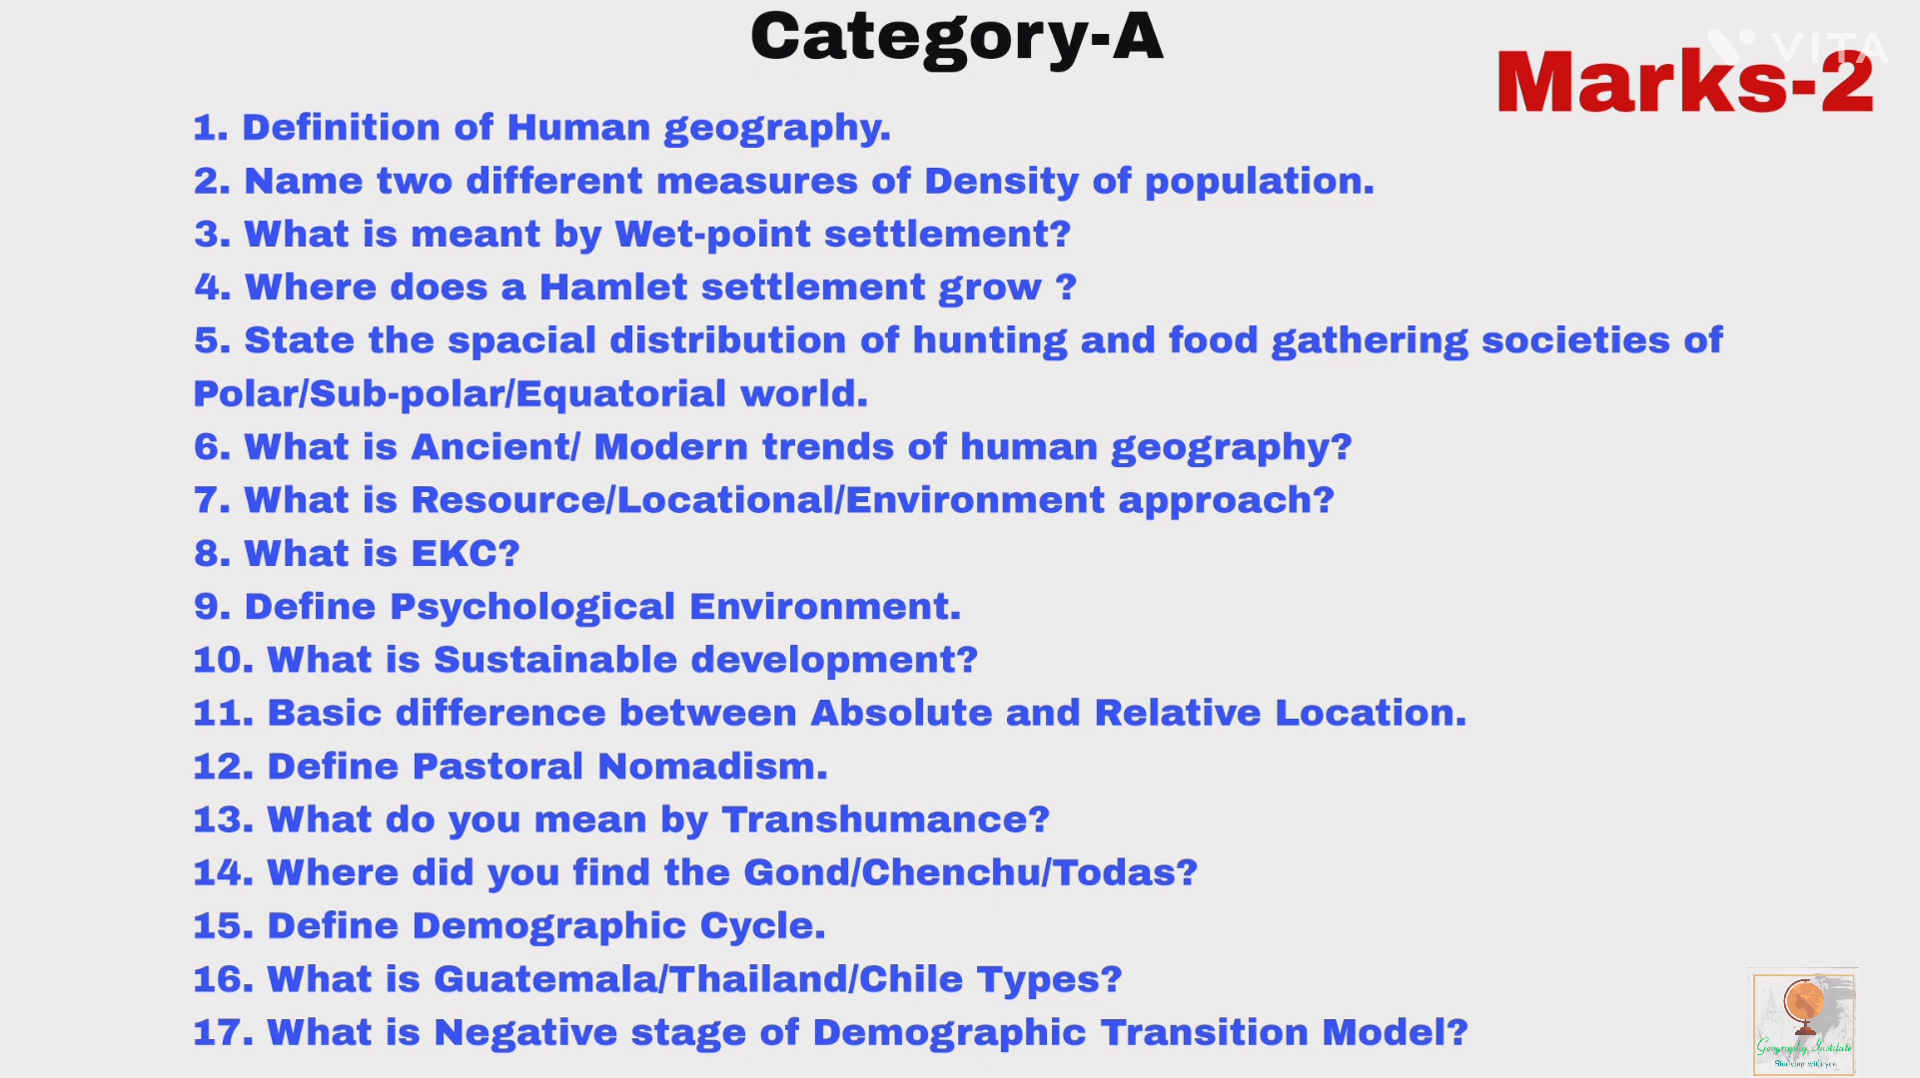 Category-A
VITA
Marks-2
1. Definition of Human geography.
2. Name two different measures of Density of population.
3. What is meant by Wet-point settlement?
4. Where does a Hamlet settlement grow ?
5. State the spacial distribution of hunting and food gathering societies of
Polar/Sub-polar/Equatorial world.
6. What is Ancient/ Modern trends of human geography?
7. What is Resource/Locational/Environment approach?
8. What is EKC?
9. Define Psychological Environment.
10. What is Sustainable development?
11. Basic difference between Absolute and Relative Location.
12. Define Pastoral Nomadism.
13. What do you mean by Transhumance?
14. Where did you find the Gond/Chenchu/Todas?
15. Define Demographic Cycle.
16. What is Guatemala/Thailand/Chile Types?
17. What is Negative stage of Demographic Transition Model?
Geography Institute
Studying with you